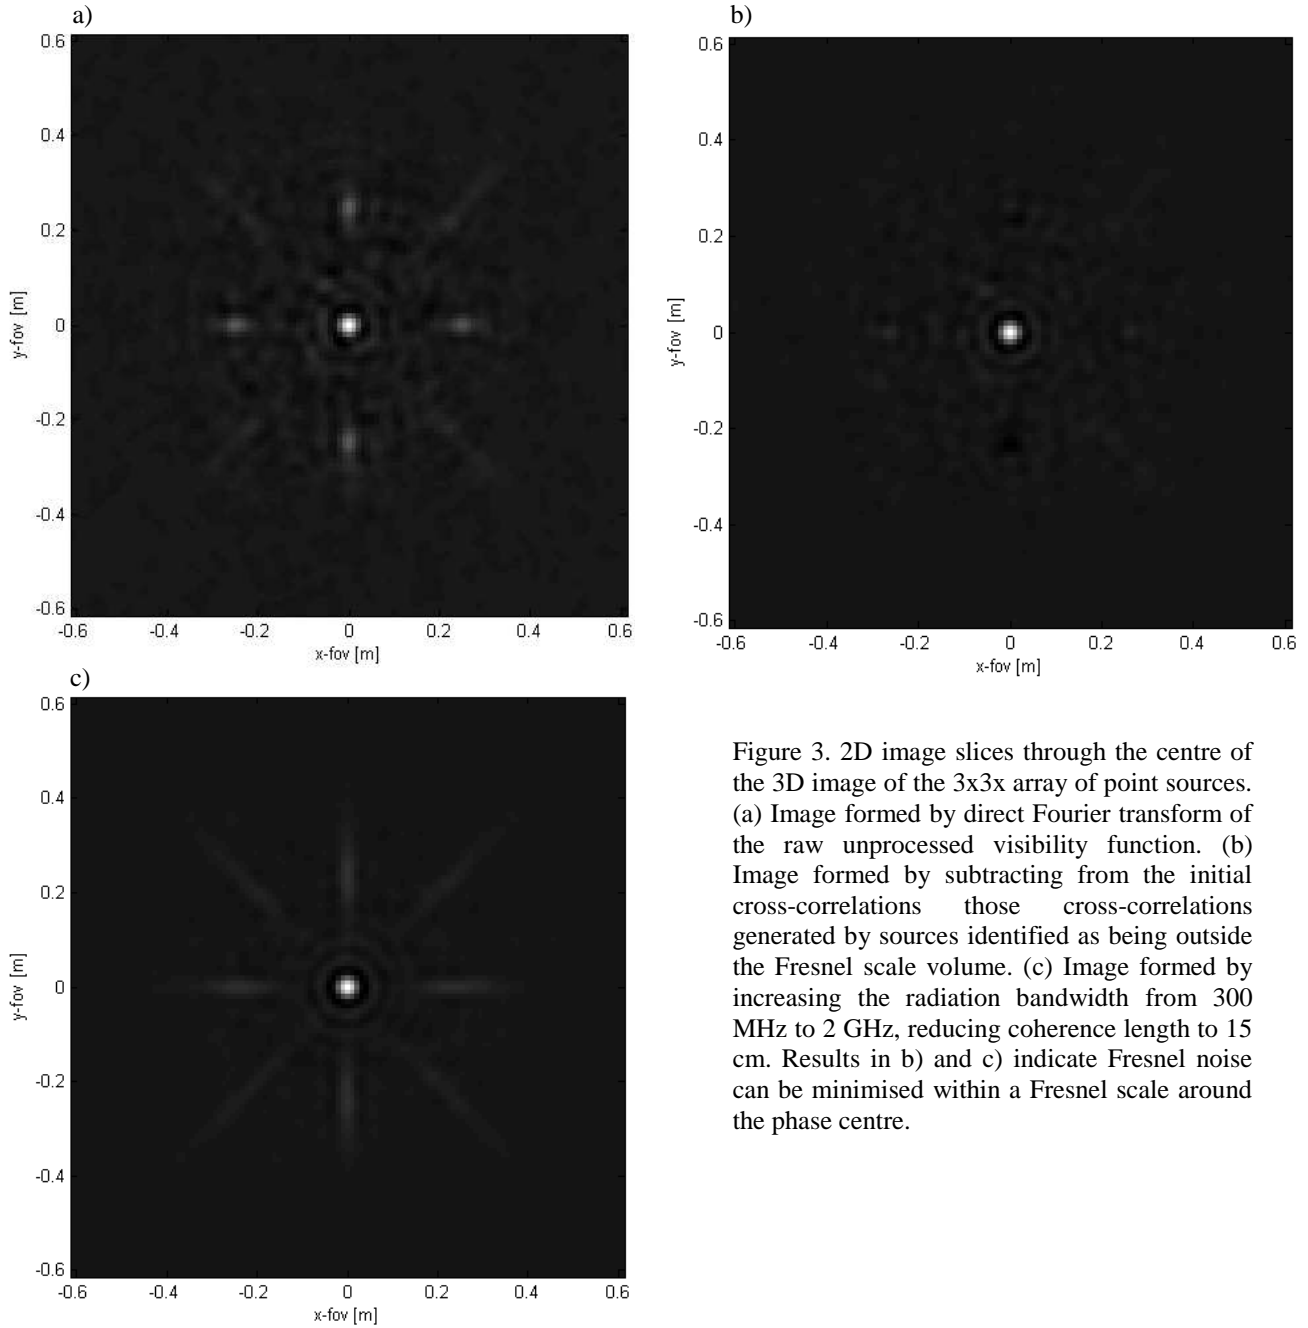 a)
0.6
0.4
0.2
0
-0.2
-0.4
-0.6
y-fov [m]
-0.6 -0.4 -0.2 0 0.2 0.4 0.6
x-fov [m]
b)
0.6
0.4
0.2
0
-0.2
-0.4
-0.6
y-fov [m]
-0.6 -0.4 -0.2 0 0.2 0.4 0.6
x-fov [m]
c)
0.6
0.4
0.2
0
-0.2
-0.4
-0.6
y-fov [m]
-0.6 -0.4 -0.2 0 0.2 0.4 0.6
x-fov [m]
Figure 3. 2D image slices through the centre of
the 3D image of the 3x3x array of point sources.
(a) Image formed by direct Fourier transform of
the raw unprocessed visibility function. (b)
Image formed by subtracting from the initial
cross-correlations those cross-correlations
generated by sources identified as being outside
the Fresnel scale volume. (c) Image formed by
increasing the radiation bandwidth from 300
MHz to 2 GHz, reducing coherence length to 15
cm. Results in b) and c) indicate Fresnel noise
can be minimised within a Fresnel scale around
the phase centre.